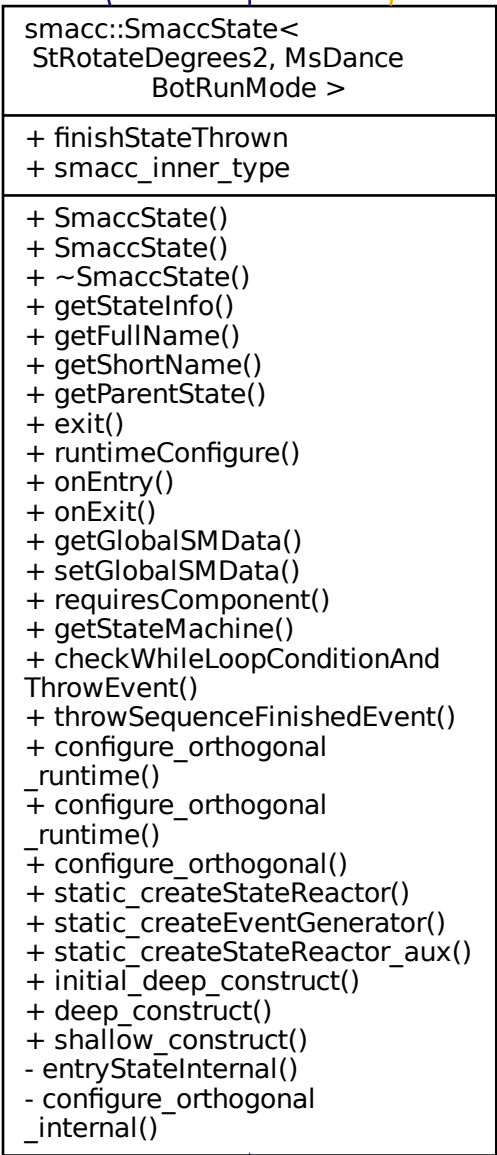 smacc::SmaccState<
StRotateDegrees2, MsDance
BotRunMode >
+ finishStateThrown
+ smacc_inner_type
+ SmaccState()
+ SmaccState()
+ ~SmaccState()
+ getStateInfo()
+ getFullName()
+ getShortName()
+ getParentState()
+ exit()
+ runtimeConfigure()
+ onEntry()
+ onExit()
+ getGlobalSMData()
+ setGlobalSMData()
+ requiresComponent()
+ getStateMachine()
+ checkWhileLoopConditionAnd
ThrowEvent()
+ throwSequenceFinishedEvent()
+ configure_orthogonal
_runtime()
+ configure_orthogonal
_runtime()
+ configure_orthogonal()
+ static_createStateReactor()
+ static_createEventGenerator()
+ static_createStateReactor_aux()
+ initial_deep_construct()
+ deep_construct()
+ shallow_construct()
- entryStateInternal()
- configure_orthogonal
_internal()